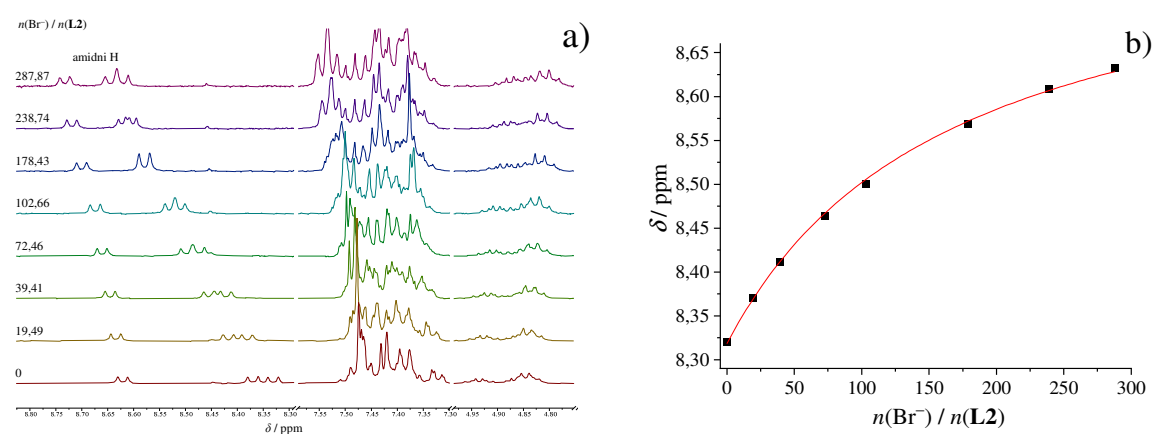 n(Br⁻) / n(L2)
a)
amidni H
287,87
238,74
178,43
102,66
72,46
39,41
19,49
0
8.80 8.75 8.70 8.65 8.60 8.55 8.50 8.45 8.40 8.35 8.30 7.55 7.50 7.45 7.40 7.35 7.30 4.95 4.90 4.85 4.80
δ / ppm
b)
8,65
8,60
8,55
8,50
8,45
8,40
8,35
8,30
δ / ppm
0 50 100 150 200 250 300
n(Br⁻) / n(L2)